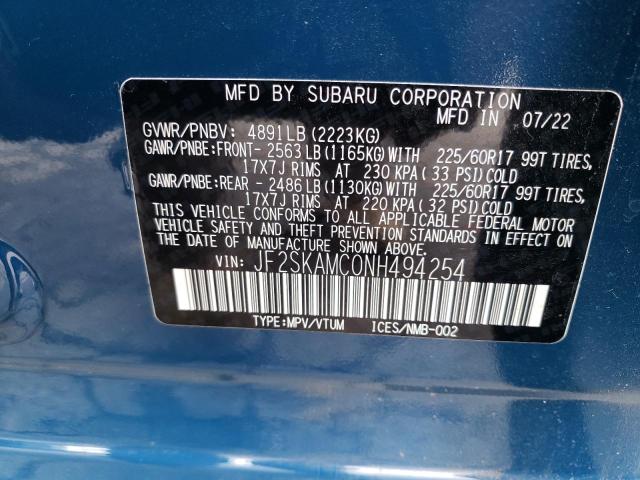 MFD BY SUBARU CORPORATION
MFD IN 07/22
GVWR/PNBV: 4891LB(2223KG)
GAWR/PNBE:FRONT- 2563LB(1165KG)WITH 225/60R17 99T TIRES,
17X7J RIMS AT 230 KPA( 33 PSI)COLD
GAWR/PNBE:REAR - 2486LB(1130KG)WITH 225/60R17 99T TIRES,
17X7J RIMS AT 220 KPA( 32 PSI)COLD
THIS VEHICLE CONFORMS TO ALL APPLICABLE FEDERAL MOTOR
VEHICLE SAFETY AND THEFT PREVENTION STANDARDS
IN EFFECT ON THE DATE OF MANUFACTURE SHOWN ABOVE.
VIN: JF2SKAMC0NH494254
TYPE:MPV/VTUM ICES/NMB-002